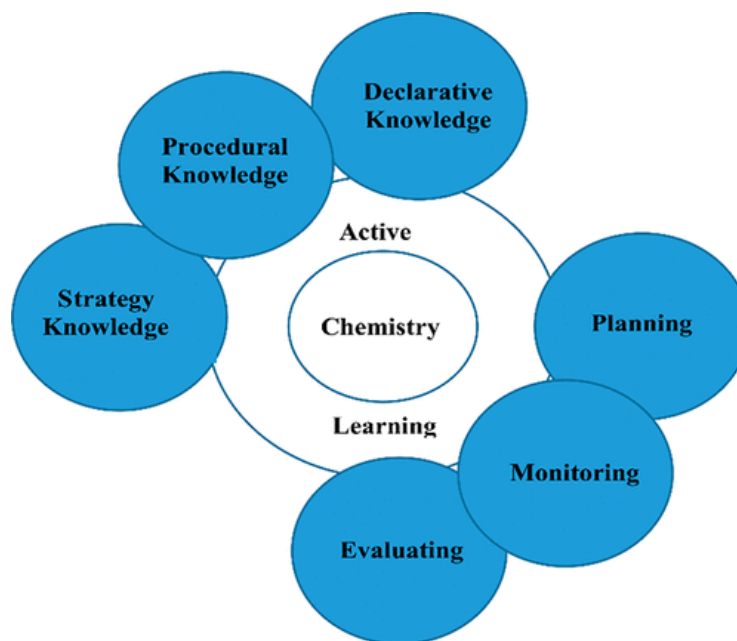 Declarative
Knowledge
Procedural
Knowledge
Active
Strategy
Knowledge
Chemistry
Planning
Learning
Monitoring
Evaluating